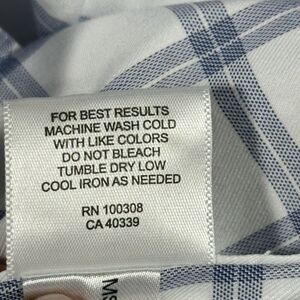 FOR BEST RESULTS
MACHINE WASH COLD
WITH LIKE COLORS
DO NOT BLEACH
TUMBLE DRY LOW
COOL IRON AS NEEDED
RN 100308
CA 40339